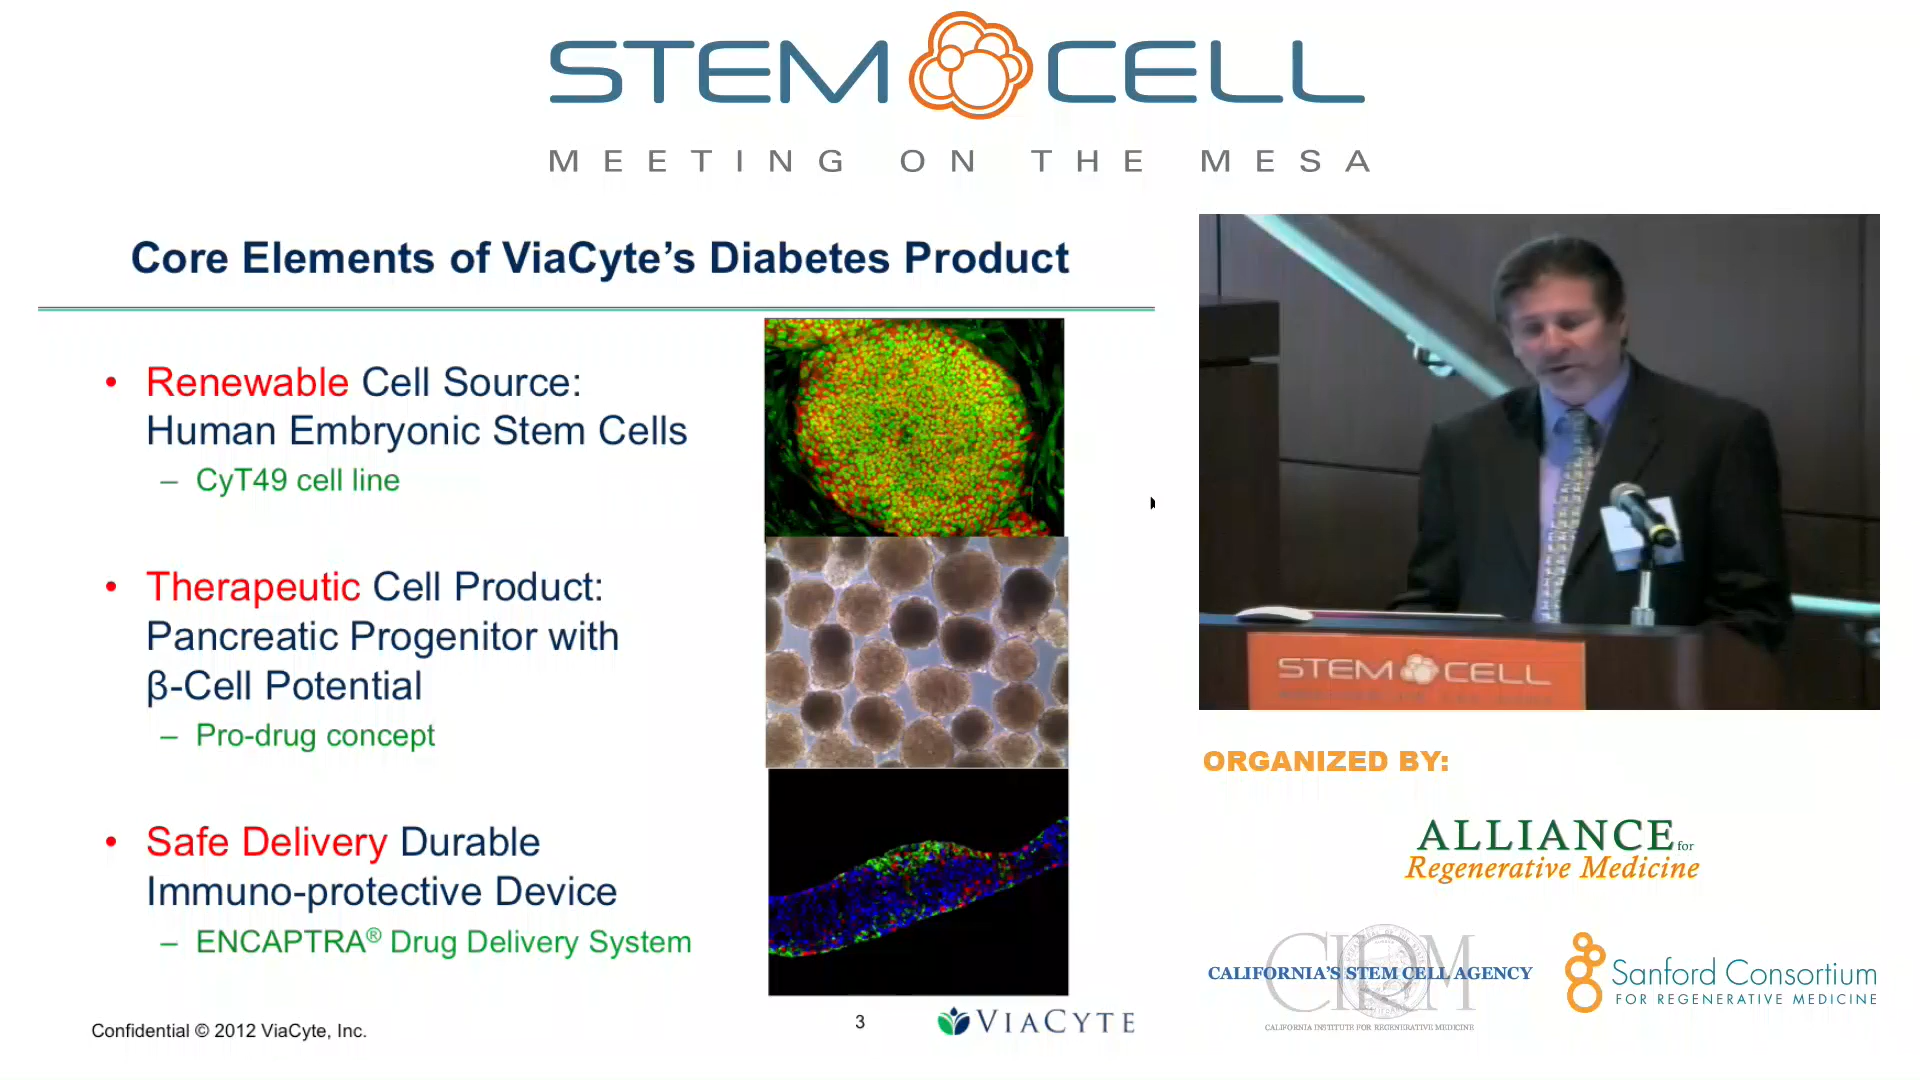 STEM CELL
MEETING ON THE MESA
Core Elements of ViaCyte's Diabetes Product
• Renewable Cell Source:
Human Embryonic Stem Cells
– CyT49 cell line
• Therapeutic Cell Product:
Pancreatic Progenitor with
β-Cell Potential
– Pro-drug concept
• Safe Delivery Durable
Immuno-protective Device
– ENCAPTRA® Drug Delivery System
Confidential © 2012 ViaCyte, Inc.
3
VIACYTE
STEM CELL
ORGANIZED BY:
ALLIANCE for
Regenerative Medicine
CIRM
CALIFORNIA'S STEM CELL AGENCY
CALIFORNIA INSTITUTE FOR REGENERATIVE MEDICINE
Sanford Consortium
FOR REGENERATIVE MEDICINE